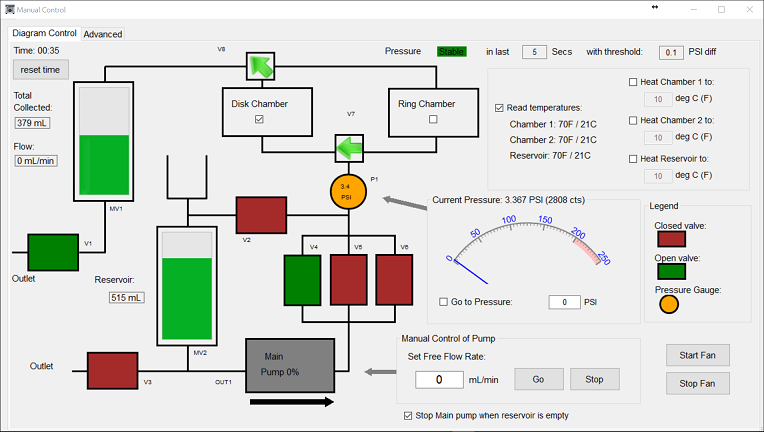 Manual Control
Diagram Control
Advanced
Time: 00:35
reset time
V8
Pressure Stable in last 5 Secs with threshold: 0.1 PSI diff
Total
Collected:
379 mL
Flow:
0 mL/min
Disk Chamber
Ring Chamber
V7
Read temperatures:
Chamber 1: 70F / 21C
Chamber 2: 70F / 21C
Reservoir: 70F / 21C
Heat Chamber 1 to:
10 deg C (F)
Heat Chamber 2 to:
10 deg C (F)
Heat Reservoir to:
10 deg C (F)
P1
3.4
PSI
MV1
V1
Outlet
V2
V4
V5
V6
Current Pressure: 3.367 PSI (2808 cts)
0
50
100
150
200
250
Go to Pressure: 0 PSI
Legend
Closed valve:
Open valve:
Pressure Gauge:
Reservoir:
515 mL
MV2
Outlet
V3
OUT1
Main
Pump 0%
Manual Control of Pump
Set Free Flow Rate:
0 mL/min
Go
Stop
Stop Main pump when reservoir is empty
Start Fan
Stop Fan